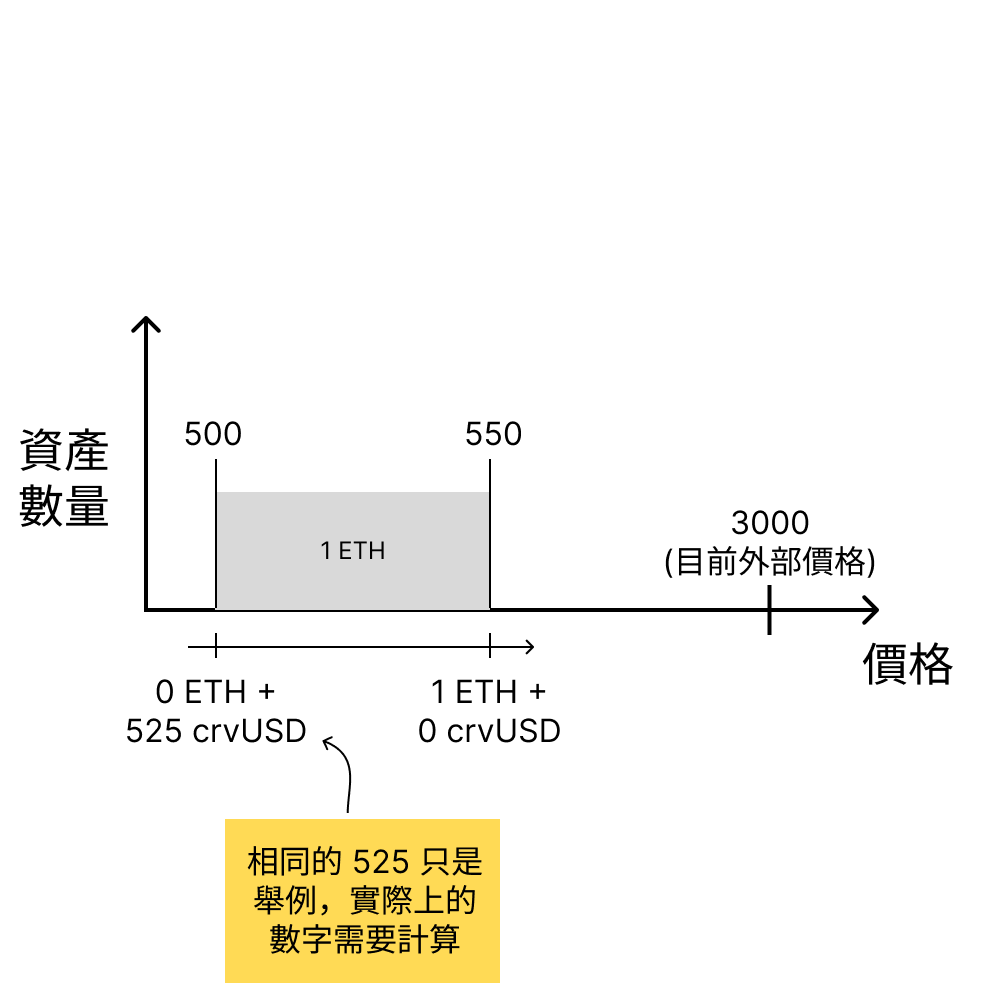 500
550
資產
數量
1 ETH
3000
(目前外部價格)
價格
0 ETH +
525 crvUSD
1 ETH +
0 crvUSD
相同的 525 只是
舉例，實際上的
數字需要計算